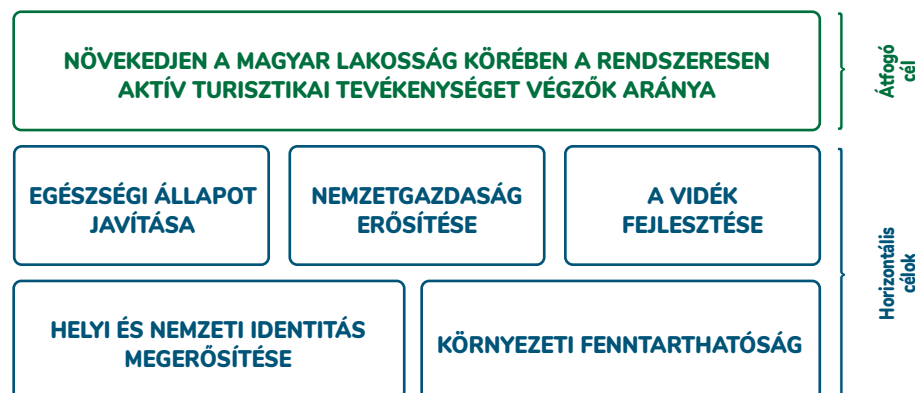 NÖVEKEDJEN A MAGYAR LAKOSSÁG KÖRÉBEN A RENDSZERESEN
AKTÍV TURISZTIKAI TEVÉKENYSÉGET VÉGZŐK ARÁNYA
Átfogó
cél
EGÉSZSÉGI ÁLLAPOT
JAVÍTÁSA
NEMZETGAZDASÁG
ERŐSÍTÉSE
A VIDÉK
FEJLESZTÉSE
HELYI ÉS NEMZETI IDENTITÁS
MEGERŐSÍTÉSE
KÖRNYEZETI FENNTARTHATÓSÁG
Horizontális
célok